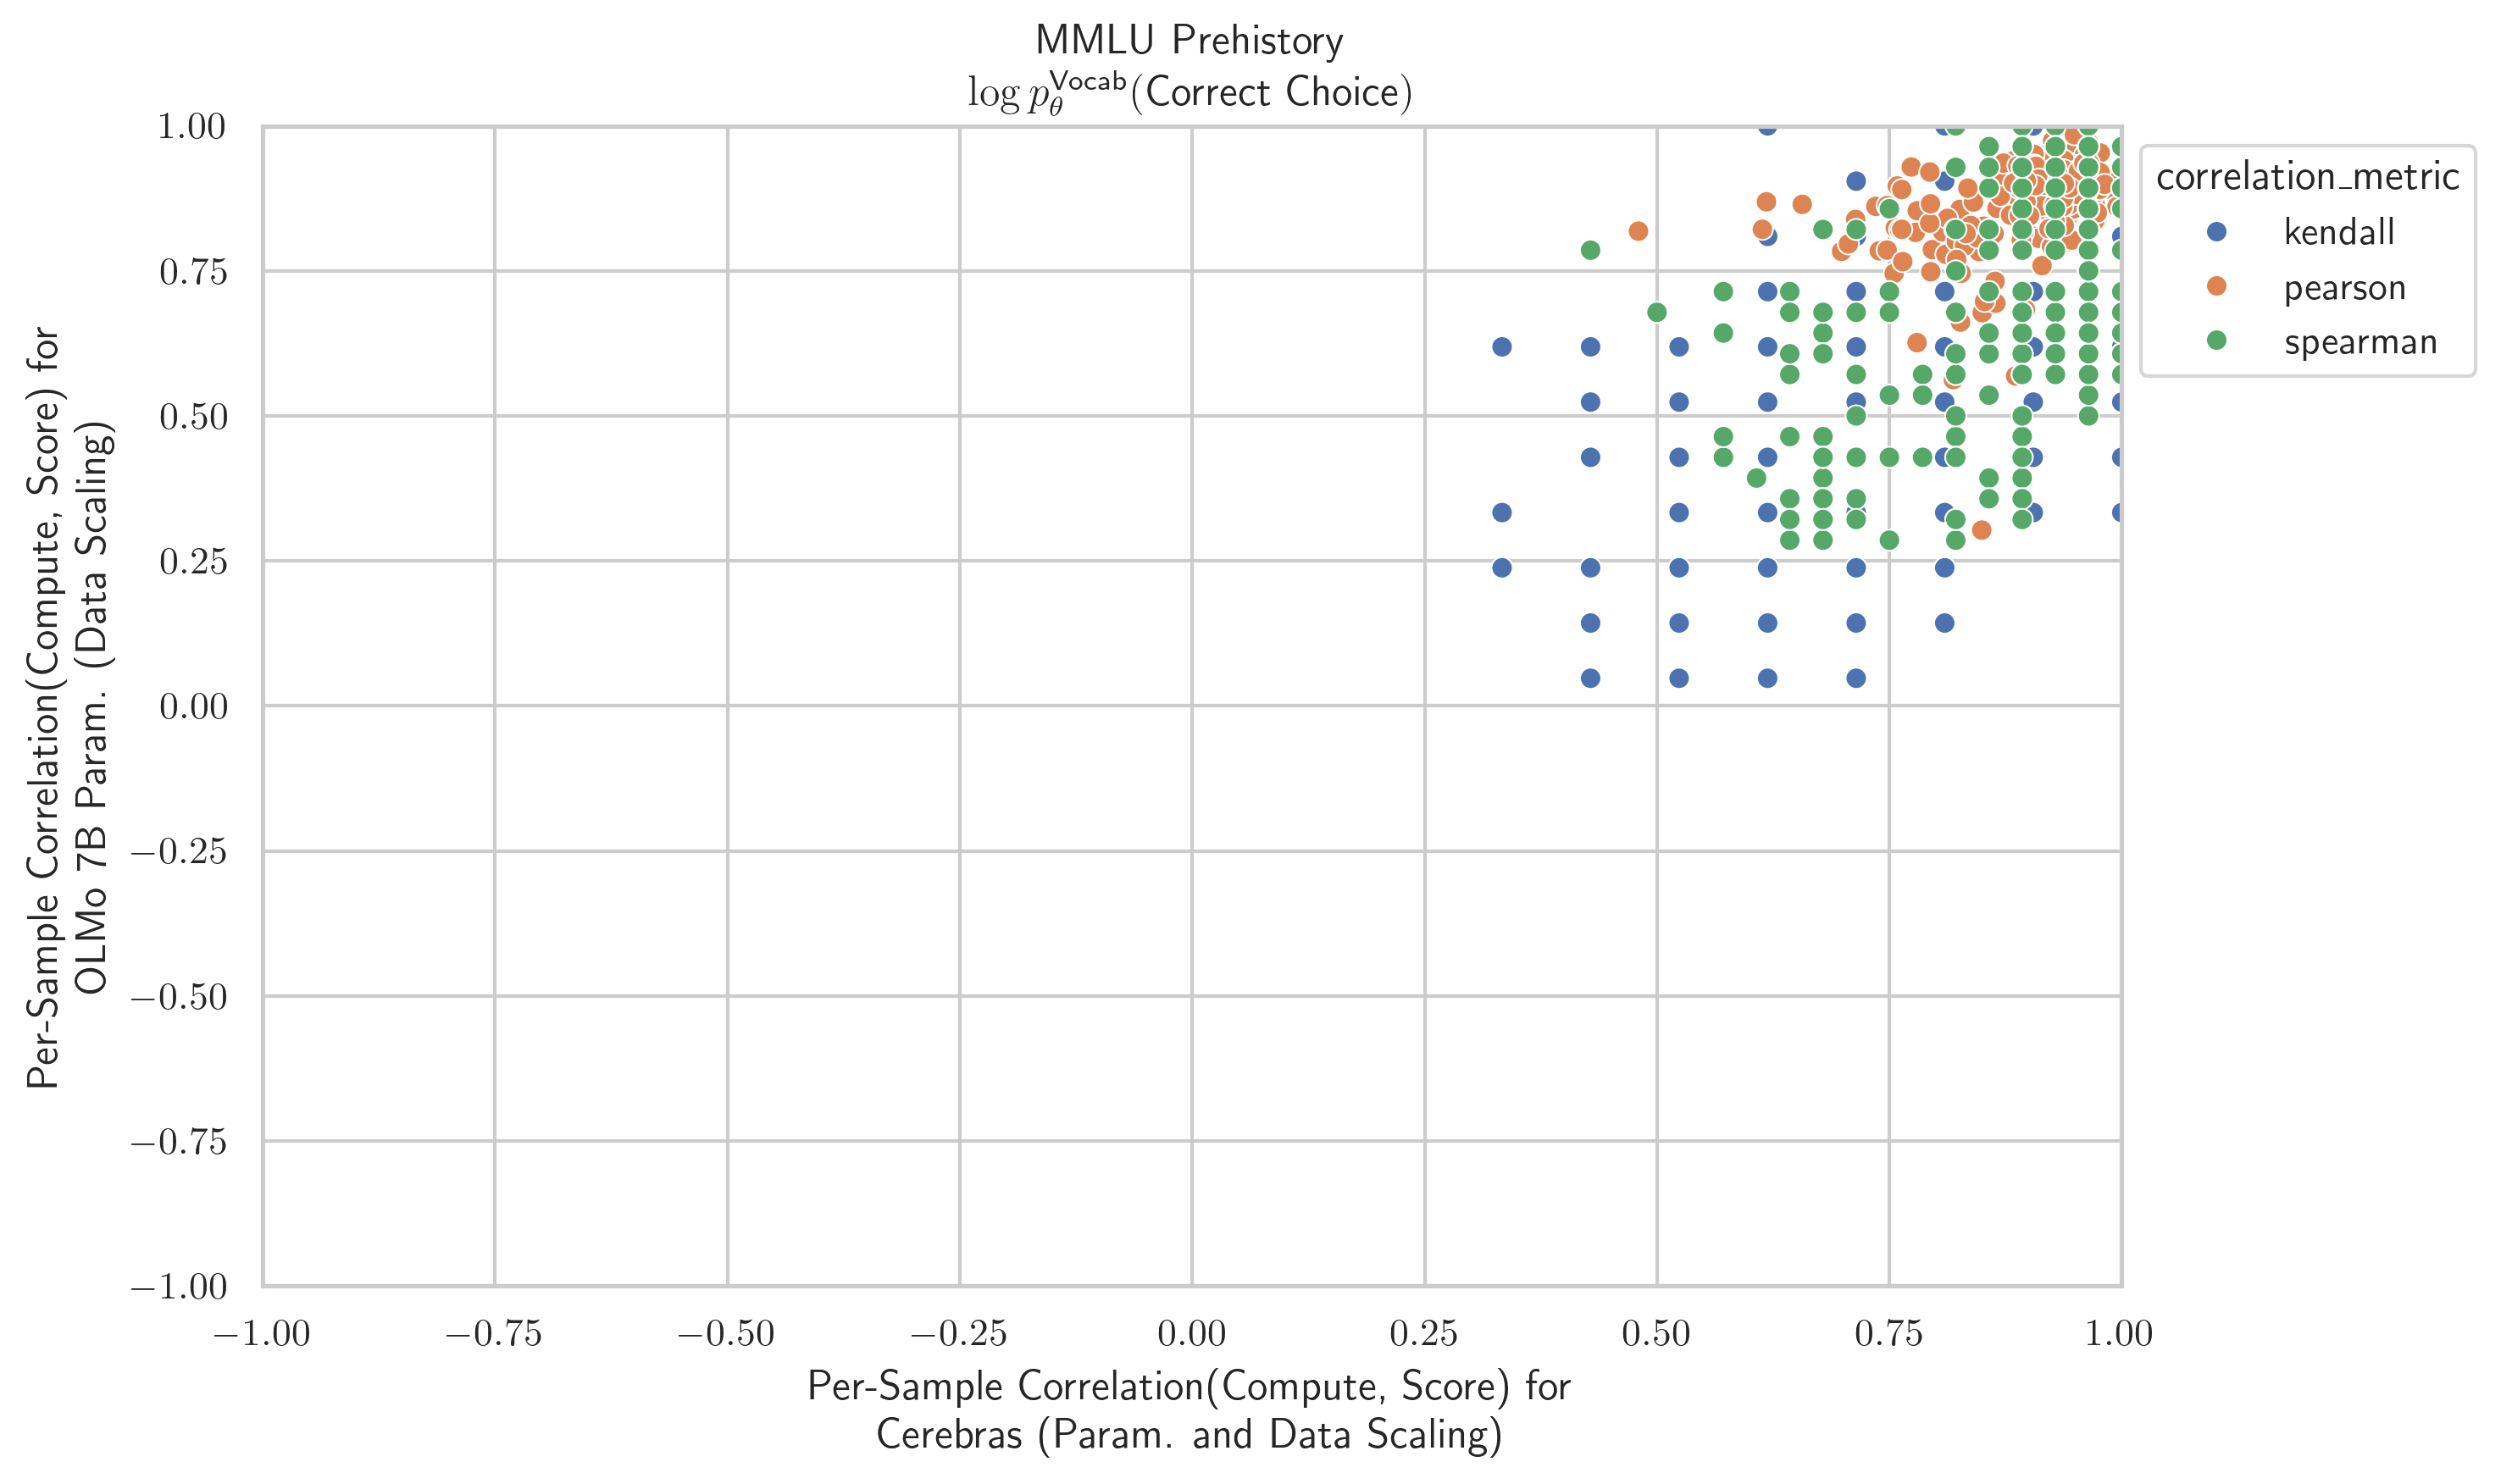 MMLU Prehistory
log p_θ^Vocab(Correct Choice)
1.00
0.75
0.50
0.25
0.00
−0.25
−0.50
−0.75
−1.00
Per-Sample Correlation(Compute, Score) for
OLMo 7B Param. (Data Scaling)
correlation_metric
kendall
pearson
spearman
−1.00
−0.75
−0.50
−0.25
0.00
0.25
0.50
0.75
1.00
Per-Sample Correlation(Compute, Score) for
Cerebras (Param. and Data Scaling)